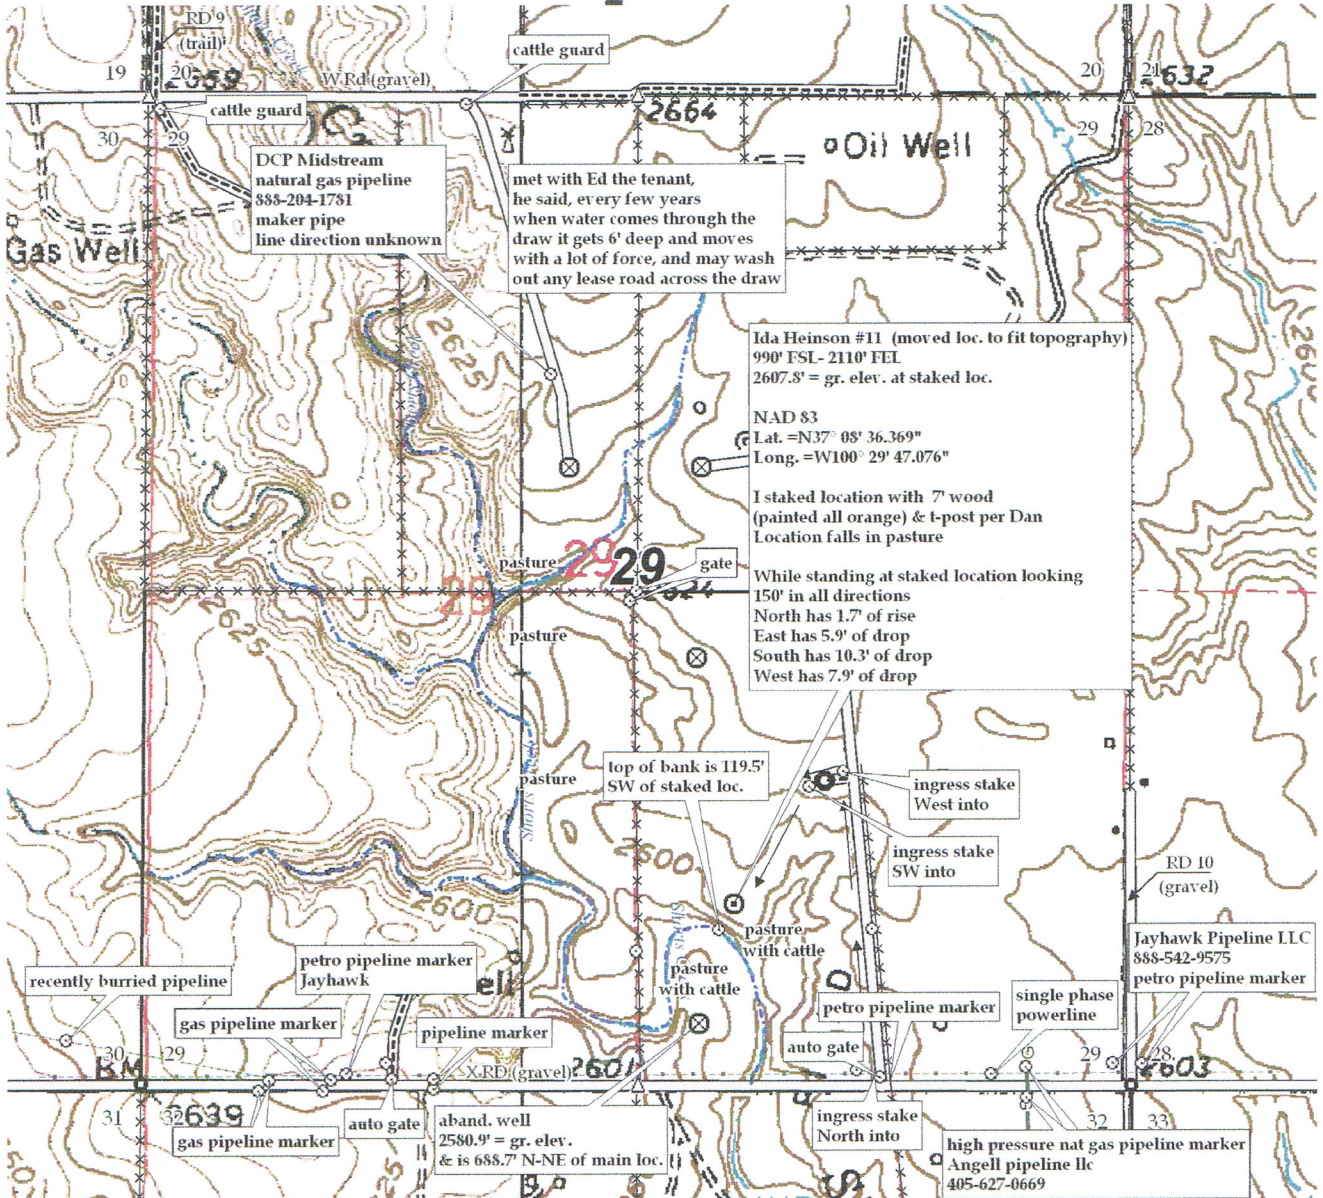 RD 9
(trail)
19
20
2659
W Rd (gravel)
cattle guard
20
21
2632
cattle guard
30
29
2664
29
28
Oil Well
DCP Midstream
natural gas pipeline
888-204-1781
maker pipe
line direction unknown
met with Ed the tenant,
he said, every few years
when water comes through the
draw it gets 6' deep and moves
with a lot of force, and may wash
out any lease road across the draw
Gas Well
2625
Ida Heinson #11 (moved loc. to fit topography)
990' FSL- 2110' FEL
2607.8' = gr. elev. at staked loc.
NAD 83
Lat. =N37° 08' 36.369"
Long. =W100° 29' 47.076"
I staked location with 7' wood
(painted all orange) & t-post per Dan
Location falls in pasture
While standing at staked location looking
150' in all directions
North has 1.7' of rise
East has 5.9' of drop
South has 10.3' of drop
West has 7.9' of drop
pasture
29
29
gate
29
2624
2625
pasture
top of bank is 119.5'
SW of staked loc.
pasture
ingress stake
West into
2600
ingress stake
SW into
RD 10
(gravel)
2600
pasture
with cattle
Jayhawk Pipeline LLC
888-542-9575
petro pipeline marker
petro pipeline marker
Jayhawk
recently burried pipeline
pasture
with cattle
petro pipeline marker
single phase
powerline
gas pipeline marker
pipeline marker
auto gate
30
29
29
28
BM
X RD (gravel)
2601
2603
31
32
2639
gas pipeline marker
auto gate
aband. well
2580.9' = gr. elev.
& is 688.7' N-NE of main loc.
ingress stake
North into
32
33
high pressure nat gas pipeline marker
Angell pipeline llc
405-627-0669
2625